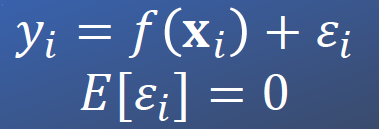 yᵢ = f(𝐱ᵢ) + εᵢ
E[εᵢ] = 0